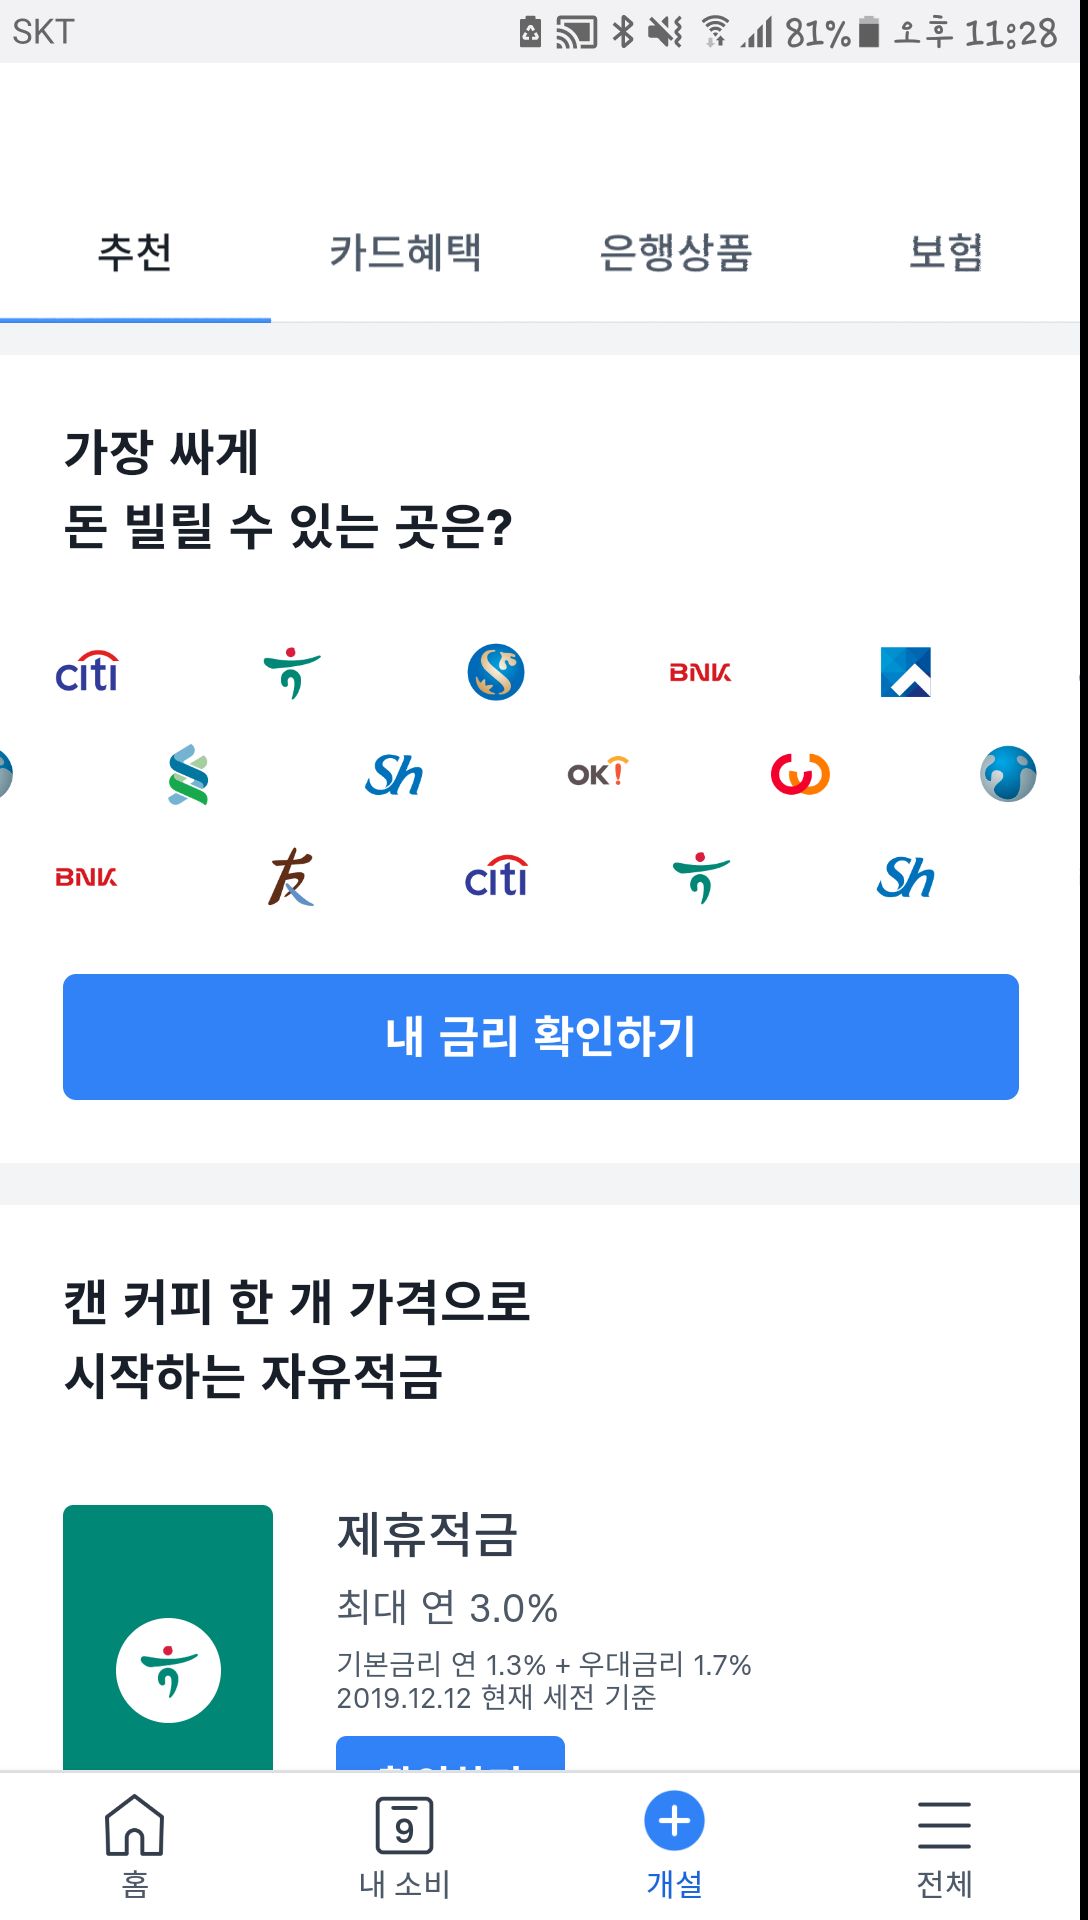 SKT 81% 오후 11:28
추천 카드혜택 은행상품 보험
가장 싸게
돈 빌릴 수 있는 곳은?
citi BNK
Sh OK!
BNK 友 citi Sh
내 금리 확인하기
캔 커피 한 개 가격으로
시작하는 자유적금
제휴적금
최대 연 3.0%
기본금리 연 1.3% + 우대금리 1.7%
2019.12.12 현재 세전 기준
9
홈 내 소비 개설 전체